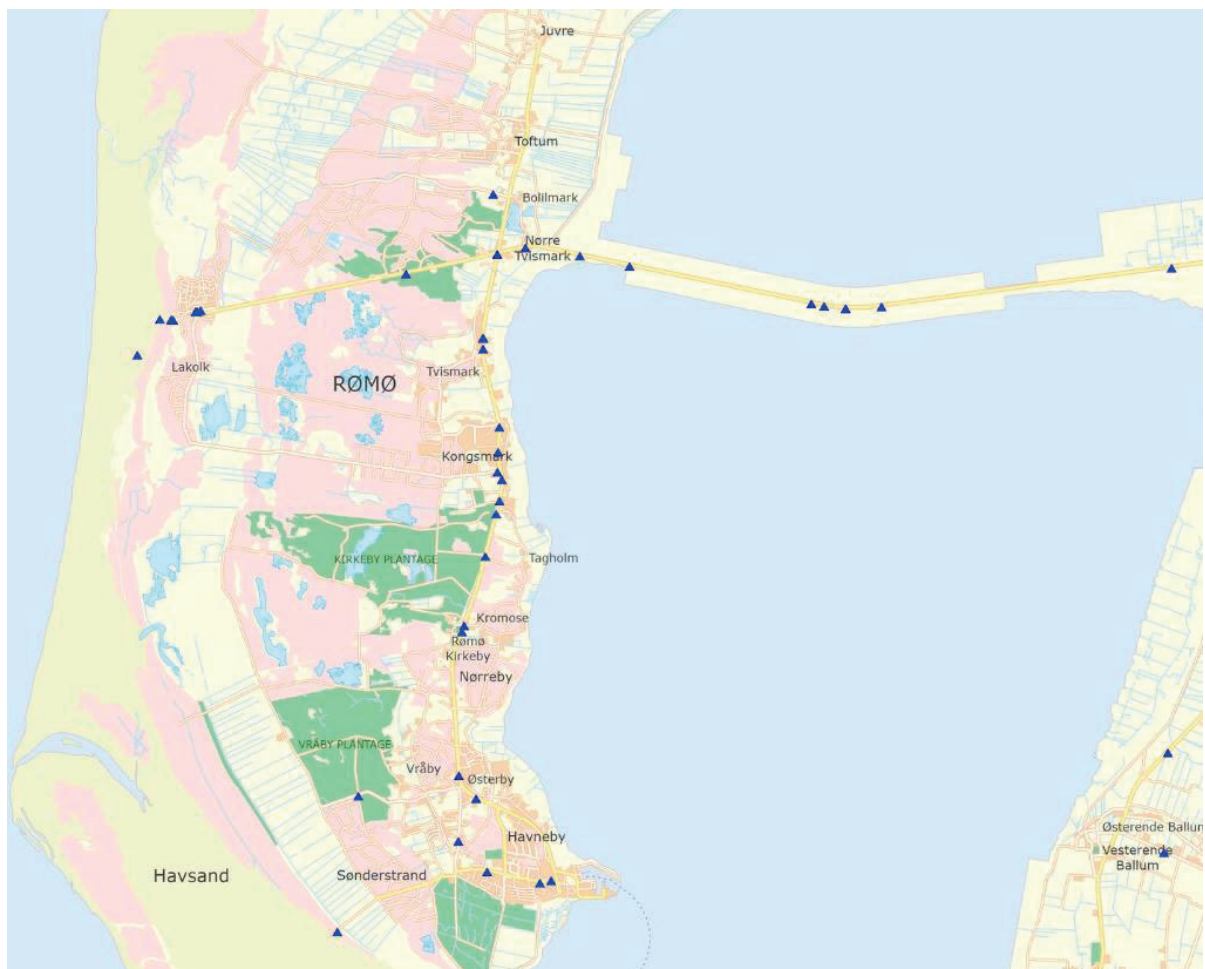 Juvre
Toftum
Bolilmark
Nørre
Tvismark
Lakolk
RØMØ
Tvismark
Kongsmark
KIRKEBY PLANTAGE
Tagholm
Kromose
Rømø
Kirkeby
Nørreby
VRÅBY PLANTAGE
Vråby
Østerby
Havneby
Østerende Ballum
Vesterende
Ballum
Havsand
Sønderstrand